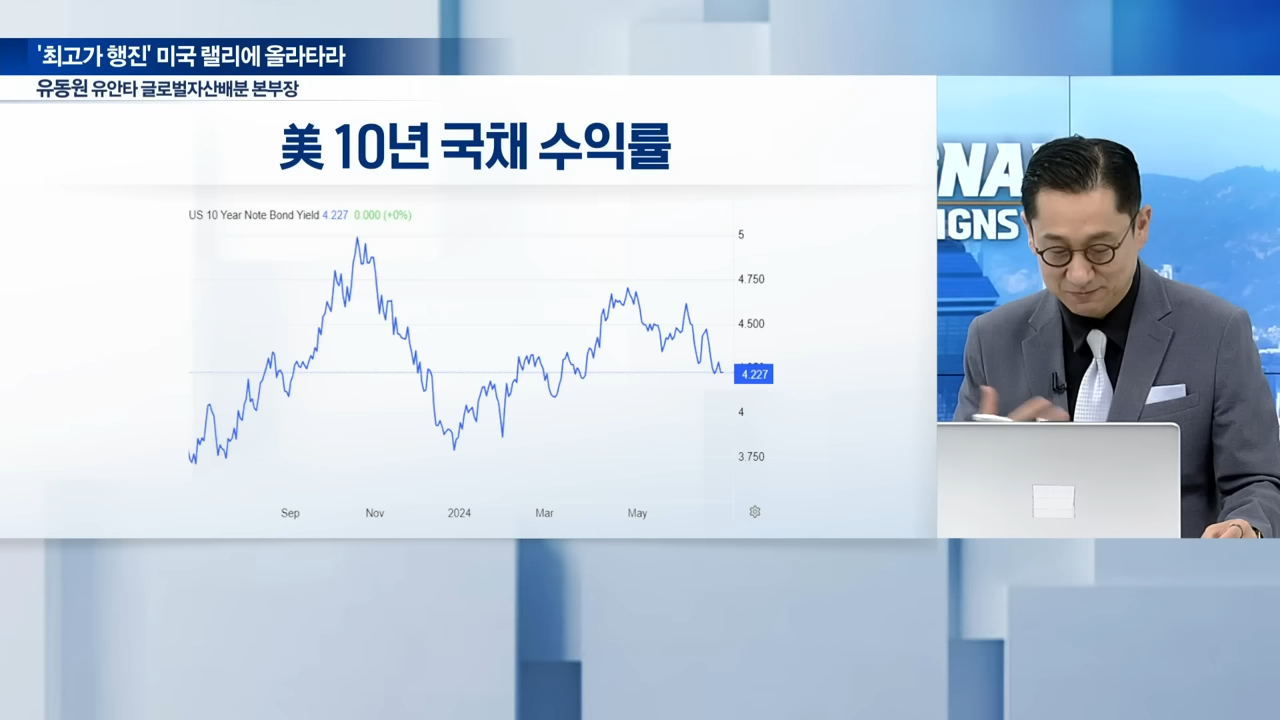 '최고가 행진' 미국 랠리에 올라타라
유동원 유안타 글로벌자산배분 본부장
美 10년 국채 수익률
US 10 Year Note Bond Yield 4.227 0.000 (+0%)
5
4.750
4.500
4.227
4
3.750
Sep Nov 2024 Mar May
GNA
IGNS